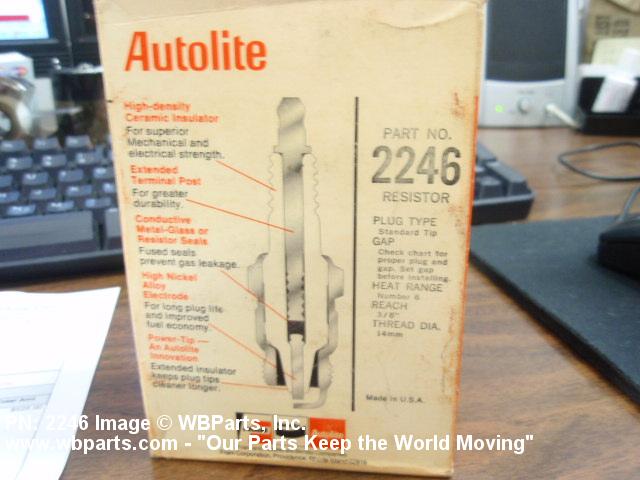 Autolite
High-density
Ceramic Insulator
For superior
Mechanical and
electrical strength.
Extended
Terminal Post
For greater
durability.
Conductive
Metal-Glass or
Resistor Seals
Fused seals
prevent gas leakage.
High Nickel
Alloy
Electrode
For long plug life
and improved
fuel economy.
Power-Tip —
An Autolite
Innovation
Extended insulator
keeps plug tips
cleaner longer.
PART NO.
2246
RESISTOR
PLUG TYPE
Standard Tip
GAP
Check chart for
proper plug and
gap. Set gap
before installing.
HEAT RANGE
Number 6
REACH
3/8"
THREAD DIA.
14mm
Made in U.S.A.
Autolite
Corporation, Providence, Rhode Island
PN: 2246 Image © WBParts, Inc.
www.wbparts.com - "Our Parts Keep the World Moving"